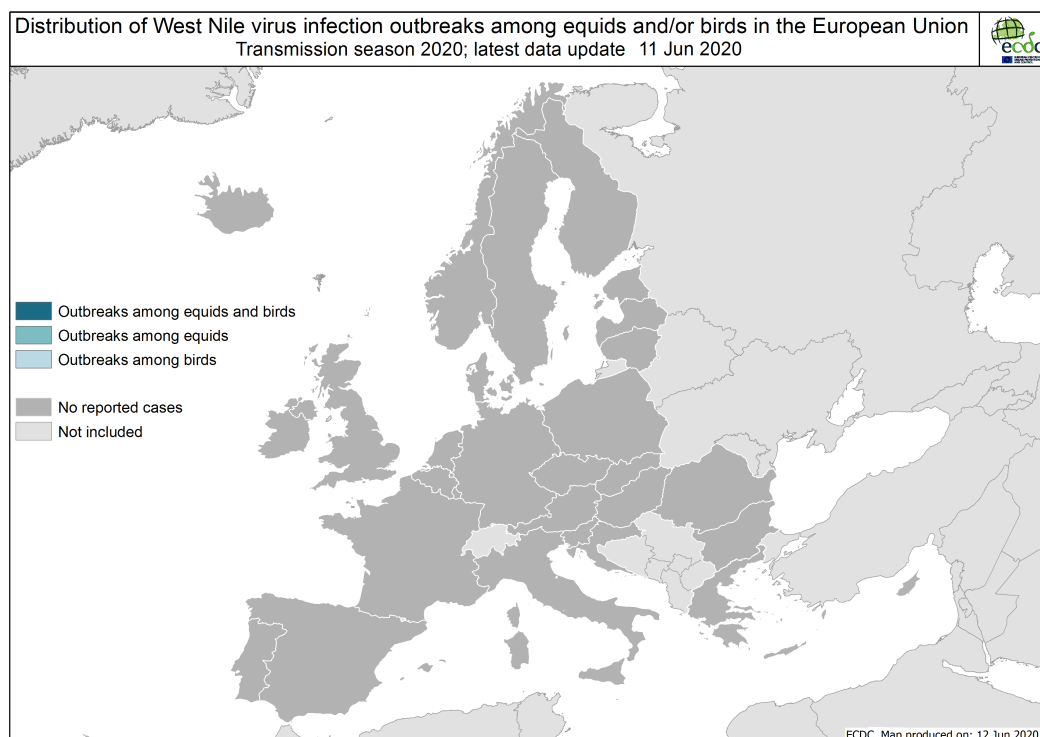 Distribution of West Nile virus infection outbreaks among equids and/or birds in the European Union
Transmission season 2020; latest data update 11 Jun 2020
ecdc
Outbreaks among equids and birds
Outbreaks among equids
Outbreaks among birds
No reported cases
Not included
ECDC. Map produced on: 12 Jun 2020